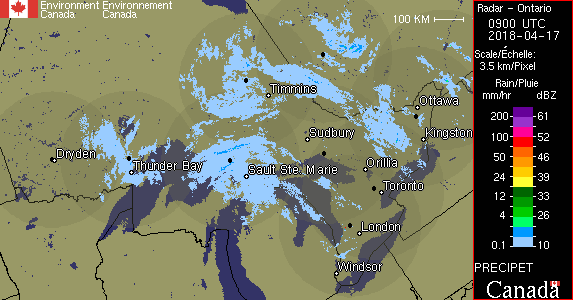 Environment Environnement
Canada Canada
100 KM
Timmins
Ottawa
Sudbury
Kingston
Dryden
Thunder Bay
Sault Ste. Marie
Orillia
Toronto
London
Windsor
Radar - Ontario
0900 UTC
2018-04-17
Scale/Échelle:
3.5 km/Pixel
Rain/Pluie
mm/hr dBZ
200 61
100 52
50 46
24 39
12 33
4 26
0.1 10
PRECIPET
Canada